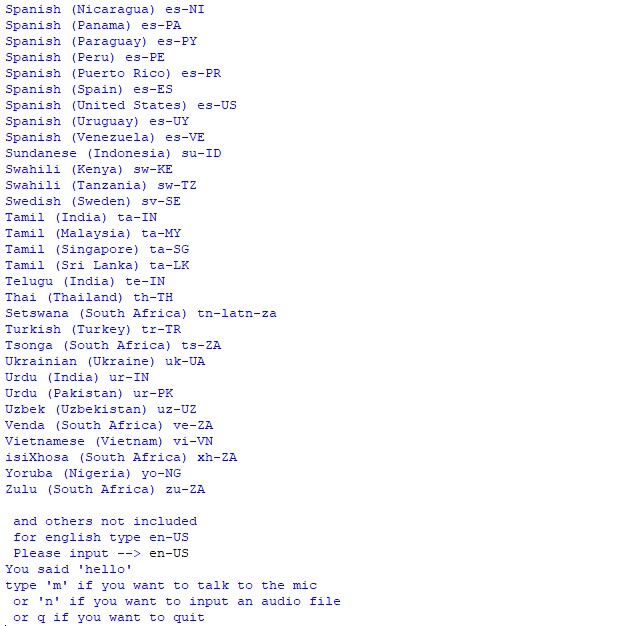 Spanish (Nicaragua) es-NI
Spanish (Panama) es-PA
Spanish (Paraguay) es-PY
Spanish (Peru) es-PE
Spanish (Puerto Rico) es-PR
Spanish (Spain) es-ES
Spanish (United States) es-US
Spanish (Uruguay) es-UY
Spanish (Venezuela) es-VE
Sundanese (Indonesia) su-ID
Swahili (Kenya) sw-KE
Swahili (Tanzania) sw-TZ
Swedish (Sweden) sv-SE
Tamil (India) ta-IN
Tamil (Malaysia) ta-MY
Tamil (Singapore) ta-SG
Tamil (Sri Lanka) ta-LK
Telugu (India) te-IN
Thai (Thailand) th-TH
Setswana (South Africa) tn-latn-za
Turkish (Turkey) tr-TR
Tsonga (South Africa) ts-ZA
Ukrainian (Ukraine) uk-UA
Urdu (India) ur-IN
Urdu (Pakistan) ur-PK
Uzbek (Uzbekistan) uz-UZ
Venda (South Africa) ve-ZA
Vietnamese (Vietnam) vi-VN
isiXhosa (South Africa) xh-ZA
Yoruba (Nigeria) yo-NG
Zulu (South Africa) zu-ZA
and others not included
for english type en-US
Please input --> en-US
You said 'hello'
type 'm' if you want to talk to the mic
or 'n' if you want to input an audio file
or q if you want to quit